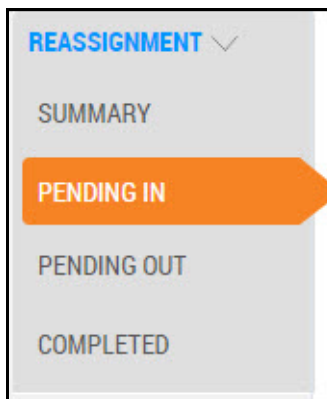 REASSIGNMENT
SUMMARY
PENDING IN
PENDING OUT
COMPLETED